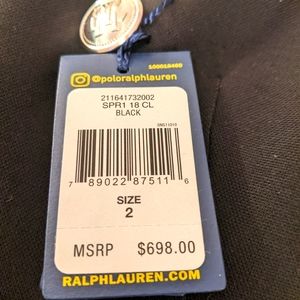 @poloralphlauren
211641732002
SPR1 18 CL
BLACK
7 89022 87511 6
SIZE
2
MSRP $698.00
RALPHLAUREN.COM